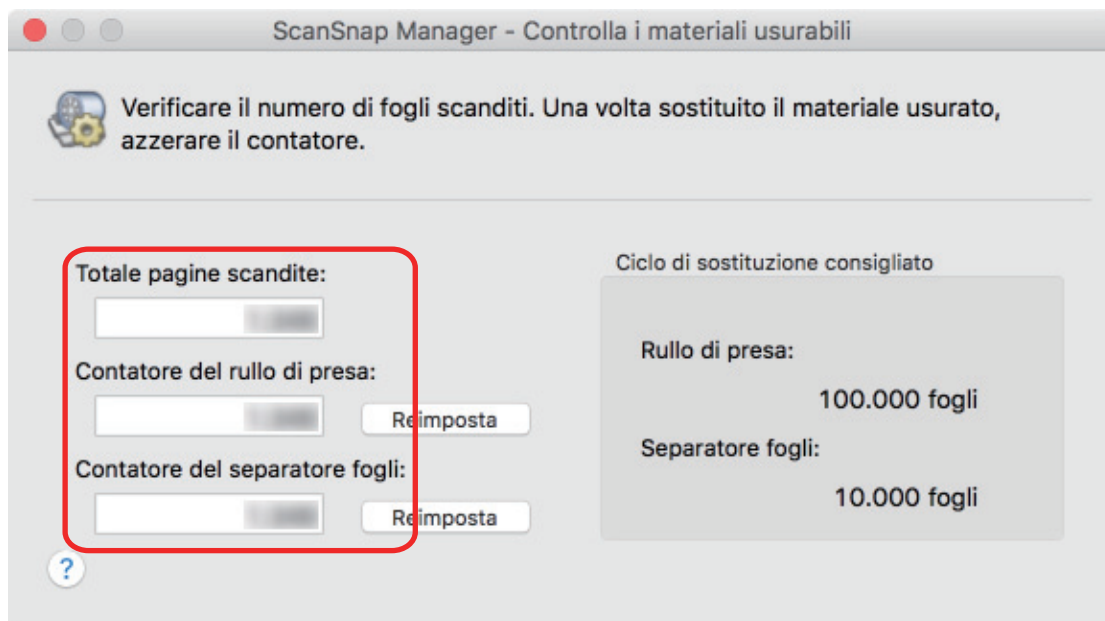 ScanSnap Manager - Controlla i materiali usurabili
Verificare il numero di fogli scanditi. Una volta sostituito il materiale usurato,
azzerare il contatore.
Totale pagine scandite:
Contatore del rullo di presa:
Reimposta
Contatore del separatore fogli:
Reimposta
Ciclo di sostituzione consigliato
Rullo di presa:
100.000 fogli
Separatore fogli:
10.000 fogli
?